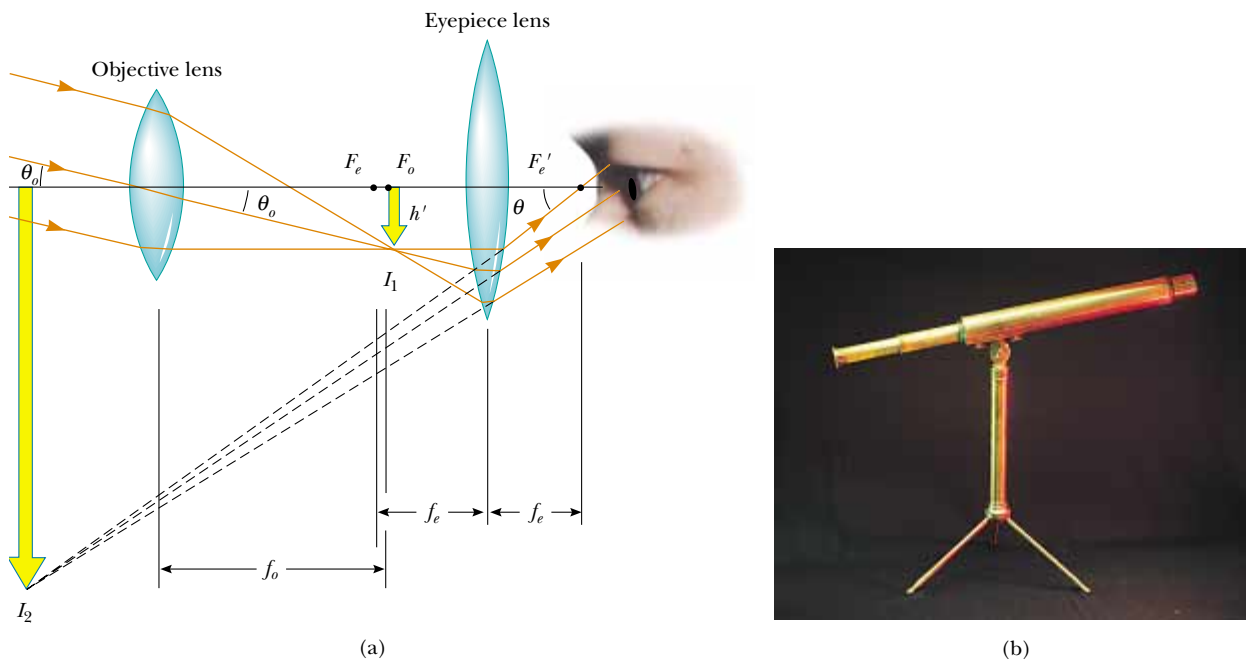 Eyepiece lens
Objective lens
θo
Fe
Fo
Fe′
θo
h′
θ
I1
fe
fe
fo
I2
(a)
(b)